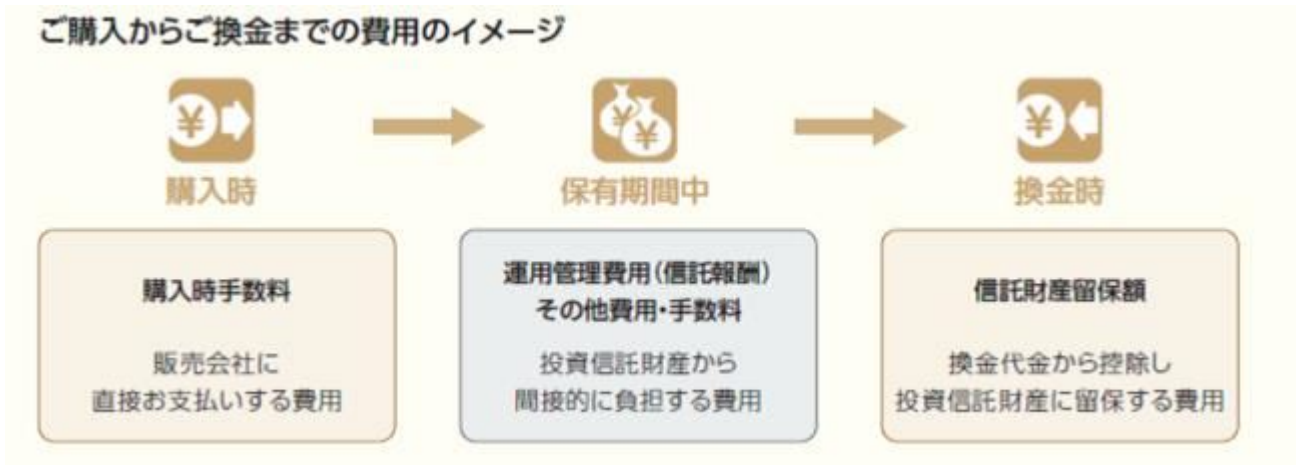 ご購入からご換金までの費用のイメージ
¥
¥
¥
¥
購入時
保有期間中
換金時
購入時手数料
販売会社に
直接お支払いする費用
運用管理費用(信託報酬)
その他費用・手数料
投資信託財産から
間接的に負担する費用
信託財産留保額
換金代金から控除し
投資信託財産に留保する費用